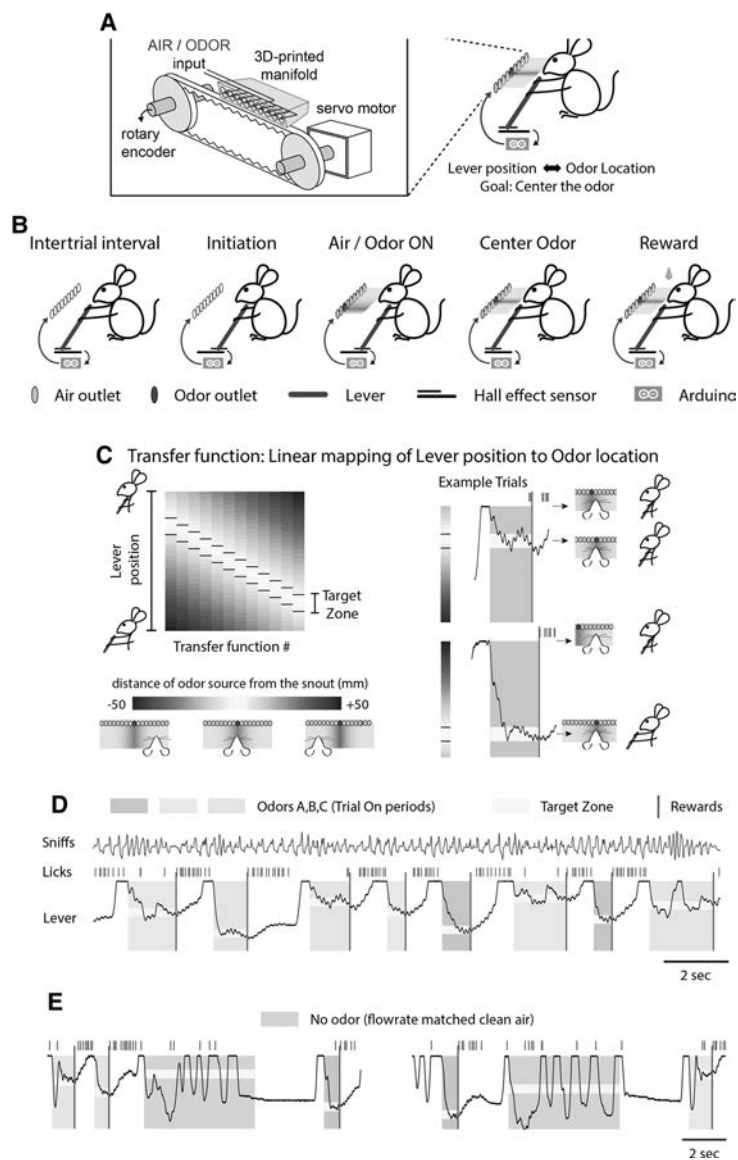 A
AIR / ODOR
input
3D-printed
manifold
servo motor
rotary
encoder
Lever position ⬌ Odor Location
Goal: Center the odor
B
Intertrial interval
Initiation
Air / Odor ON
Center Odor
Reward
Air outlet
Odor outlet
Lever
Hall effect sensor
Arduino
C
Transfer function: Linear mapping of Lever position to Odor location
Lever
position
Target
Zone
Transfer function #
distance of odor source from the snout (mm)
-50
+50
Example Trials
D
Odors A,B,C (Trial On periods)
Target Zone
Rewards
Sniffs
Licks
Lever
2 sec
E
No odor (flowrate matched clean air)
2 sec